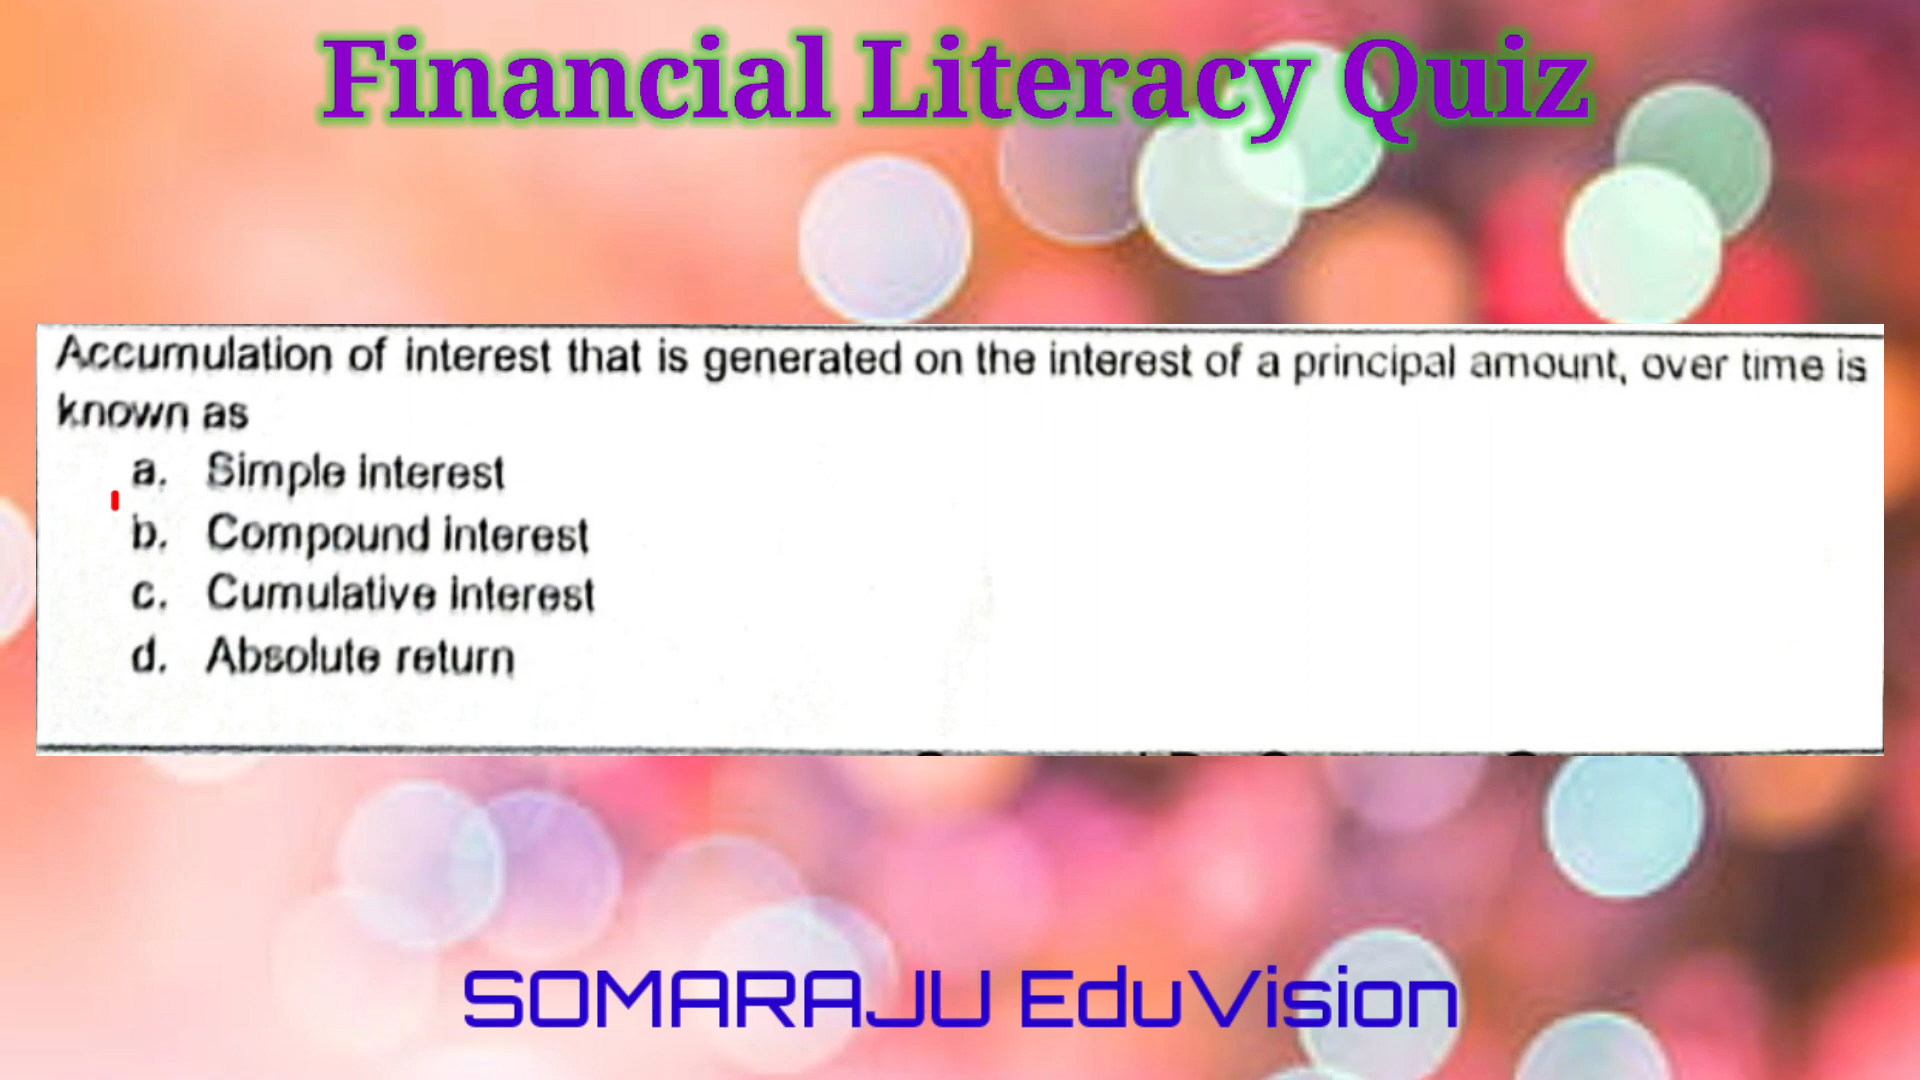 Financial Literacy Quiz
Accumulation of interest that is generated on the interest of a principal amount, over time is
known as
a. Simple interest
b. Compound interest
c. Cumulative interest
d. Absolute return
SOMARAJU EduVision